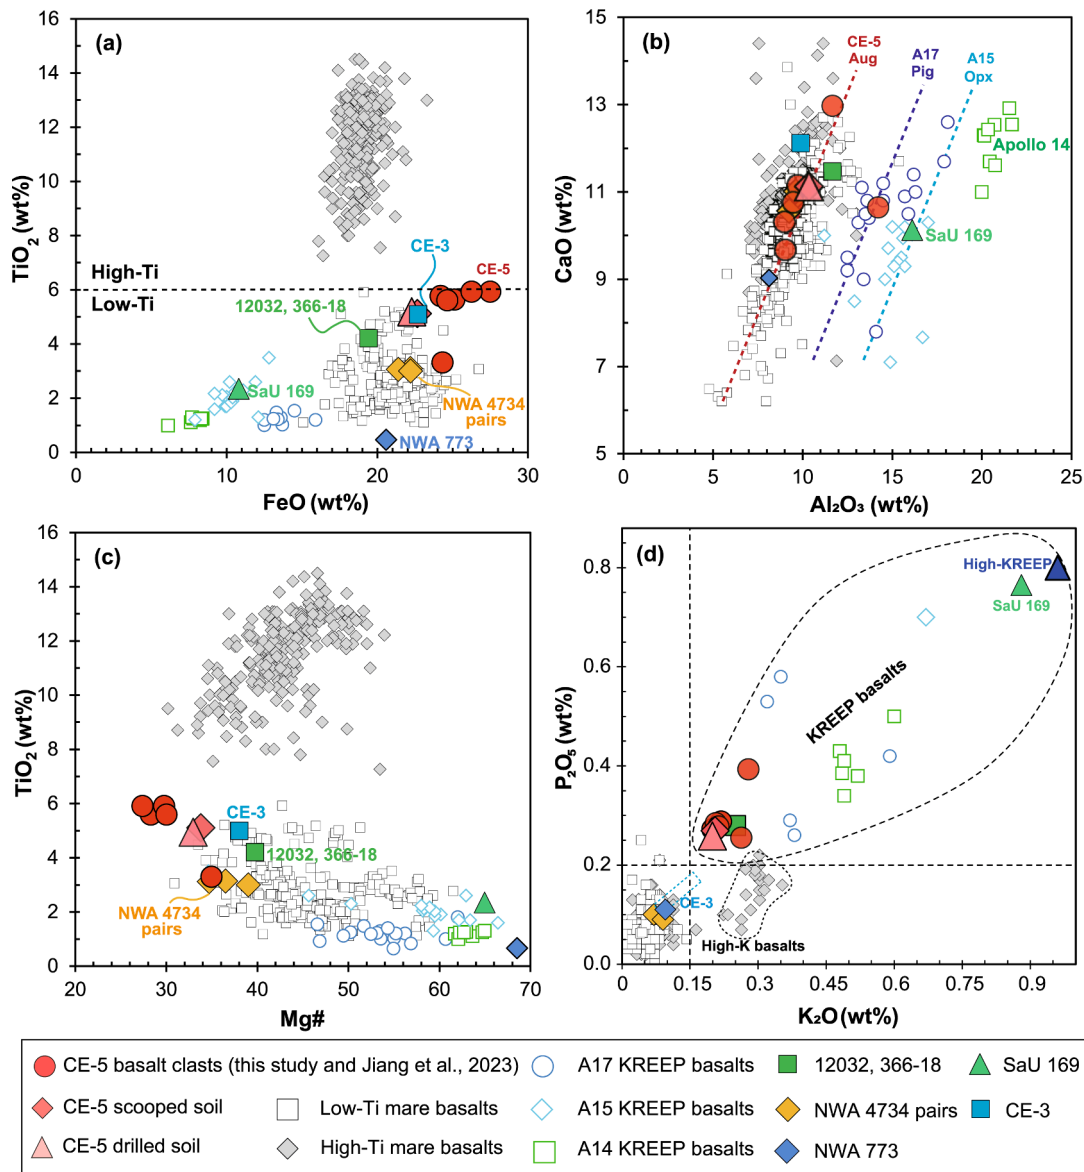 (a)
16
14
12
10
8
6
4
2
0
TiO₂ (wt%)
High-Ti
Low-Ti
CE-3
CE-5
12032, 366-18
SaU 169
NWA 4734
pairs
NWA 773
0
10
20
30
FeO (wt%)
(b)
15
13
11
9
7
5
CaO (wt%)
CE-5
Aug
A17
Pig
A15
Opx
Apollo 14
SaU 169
0
5
10
15
20
25
Al₂O₃ (wt%)
(c)
16
14
12
10
8
6
4
2
0
TiO₂ (wt%)
CE-3
12032, 366-18
NWA 4734
pairs
20
30
40
50
60
70
Mg#
(d)
0.8
0.6
0.4
0.2
0.0
P₂O₅ (wt%)
High-KREEP
SaU 169
KREEP basalts
CE-3
High-K basalts
0
0.15
0.3
0.45
0.6
0.75
0.9
K₂O (wt%)
CE-5 basalt clasts (this study and Jiang et al., 2023)
A17 KREEP basalts
12032, 366-18
SaU 169
CE-5 scooped soil
Low-Ti mare basalts
A15 KREEP basalts
NWA 4734 pairs
CE-3
CE-5 drilled soil
High-Ti mare basalts
A14 KREEP basalts
NWA 773